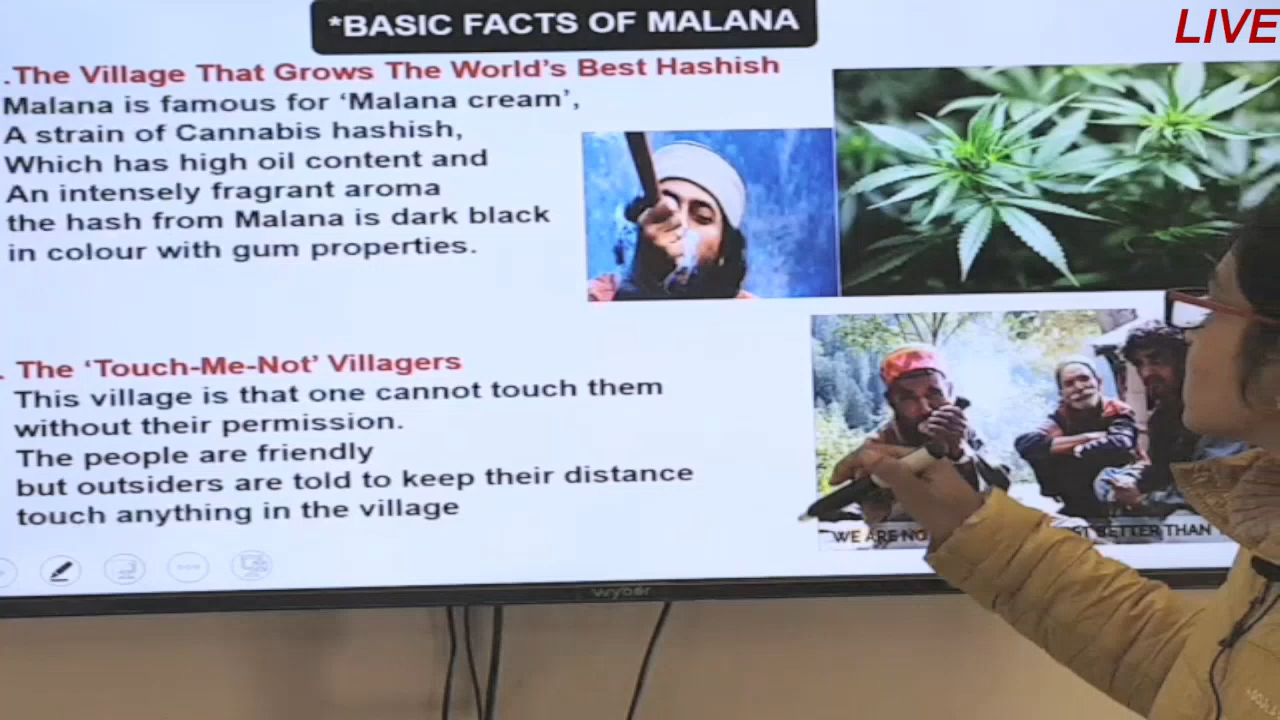 *BASIC FACTS OF MALANA
LIVE
.The Village That Grows The World's Best Hashish
Malana is famous for ‘Malana cream’,
A strain of Cannabis hashish,
Which has high oil content and
An intensely fragrant aroma
the hash from Malana is dark black
in colour with gum properties.
. The ‘Touch-Me-Not’ Villagers
This village is that one cannot touch them
without their permission.
The people are friendly
but outsiders are told to keep their distance
touch anything in the village
WE ARE BETTER THAN